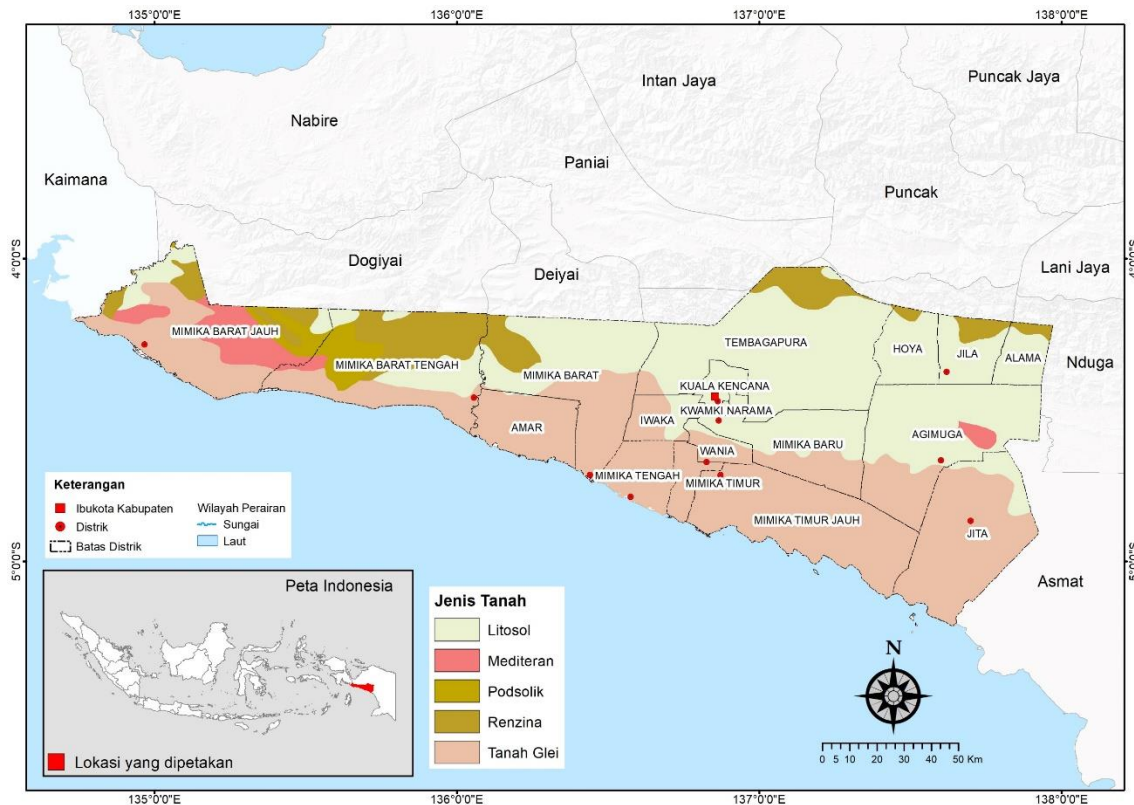 135°0'0"E
136°0'0"E
137°0'0"E
138°0'0"E
Intan Jaya
Puncak Jaya
Nabire
Paniai
Kaimana
Puncak
4°0'0"S
4°0'0"S
Dogiyai
Deiyai
Lani Jaya
MIMIKA BARAT JAUH
TEMBAGAPURA
HOYA
JILA
ALAMA
Nduga
MIMIKA BARAT TENGAH
MIMIKA BARAT
KUALA KENCANA
KWAMKI NARAMA
AMAR
IWAKA
MIMIKA BARU
AGIMUGA
WANIA
MIMIKA TENGAH
MIMIKA TIMUR
MIMIKA TIMUR JAUH
JITA
Keterangan
Ibukota Kabupaten
Distrik
Batas Distrik
Wilayah Perairan
Sungai
Laut
5°0'0"S
5°0'0"S
Asmat
Peta Indonesia
Lokasi yang dipetakan
Jenis Tanah
Litosol
Mediteran
Podsolik
Renzina
Tanah Glei
N
0 5 10 20 30 40 50 Km
135°0'0"E
136°0'0"E
137°0'0"E
138°0'0"E